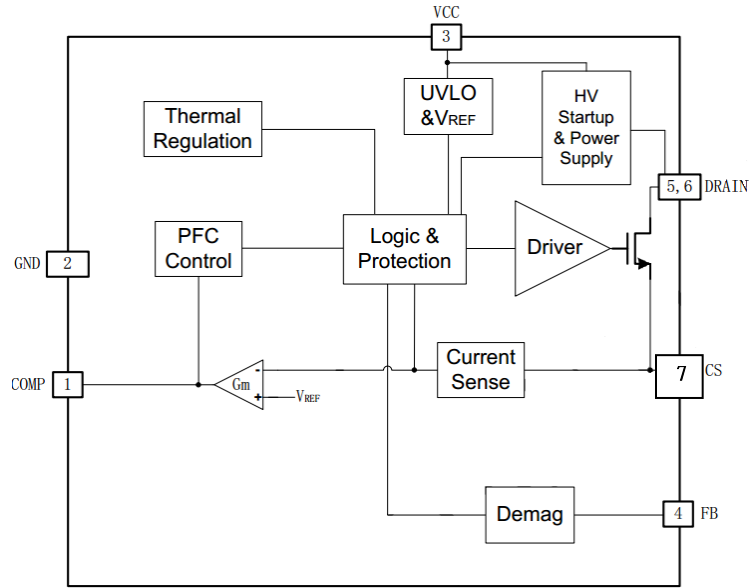 VCC
3
UVLO
&VREF
HV
Startup
& Power
Supply
Thermal
Regulation
5,6
DRAIN
PFC
Control
Logic &
Protection
Driver
GND
2
COMP
1
Gm
-
+
VREF
Current
Sense
7
CS
Demag
4
FB